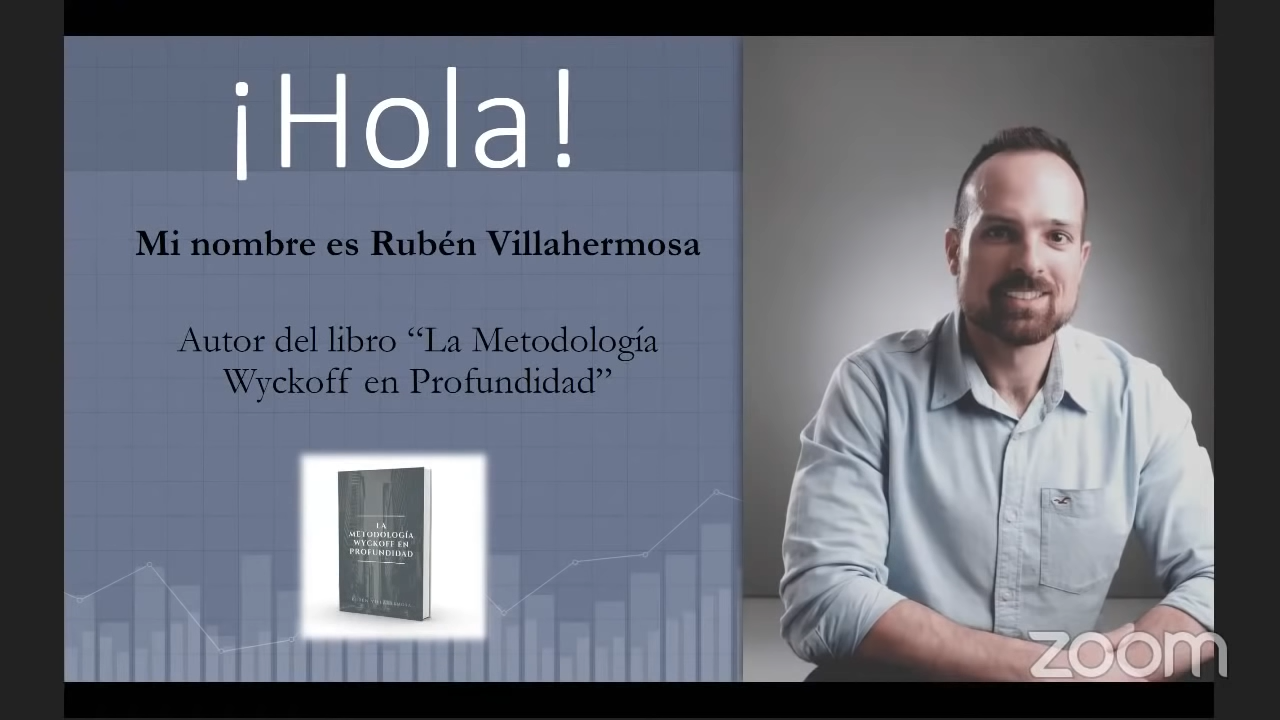 ¡Hola!
Mi nombre es Rubén Villahermosa
Autor del libro “La Metodología
Wyckoff en Profundidad”
LA
METODOLOGÍA
WYCKOFF EN
PROFUNDIDAD
zoom